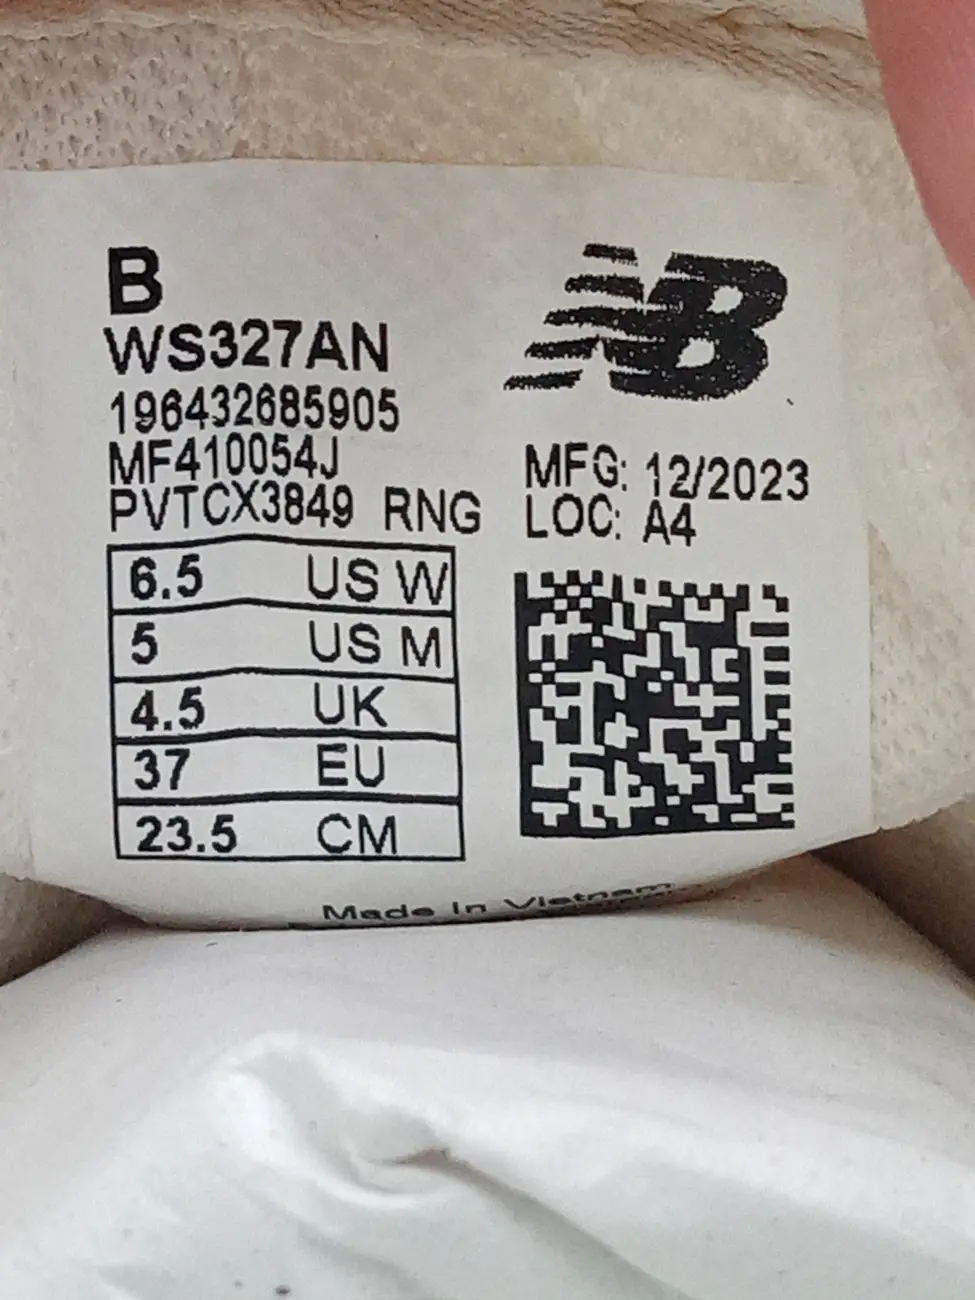 B
WS327AN
196432685905
MF410054J
PVTCX3849 RNG
NB
MFG: 12/2023
LOC: A4
6.5 US W
5 US M
4.5 UK
37 EU
23.5 CM
Made in Vietnam